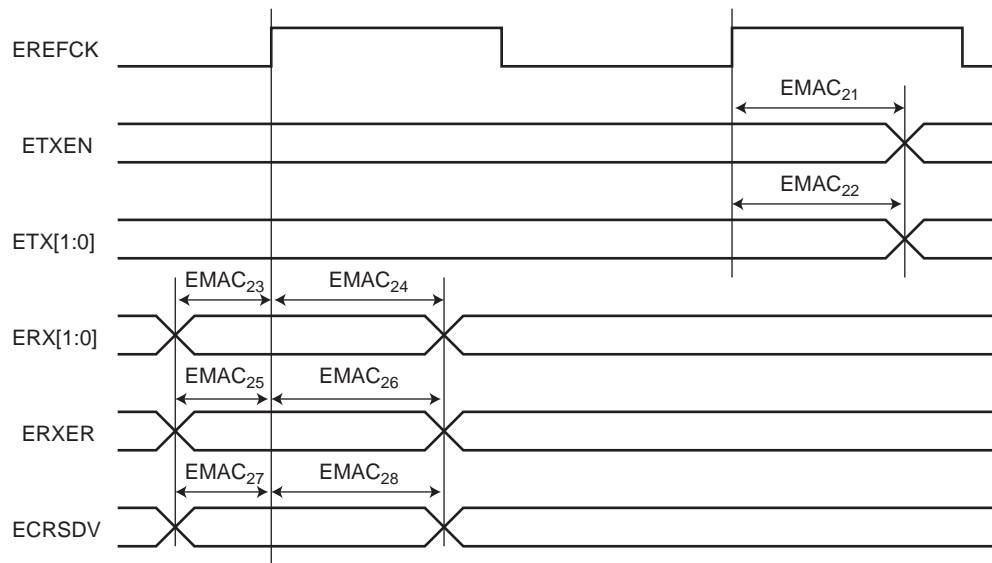 EREFCK
EMAC21
ETXEN
EMAC22
ETX[1:0]
EMAC23 EMAC24
ERX[1:0]
EMAC25 EMAC26
ERXER
EMAC27 EMAC28
ECRSDV